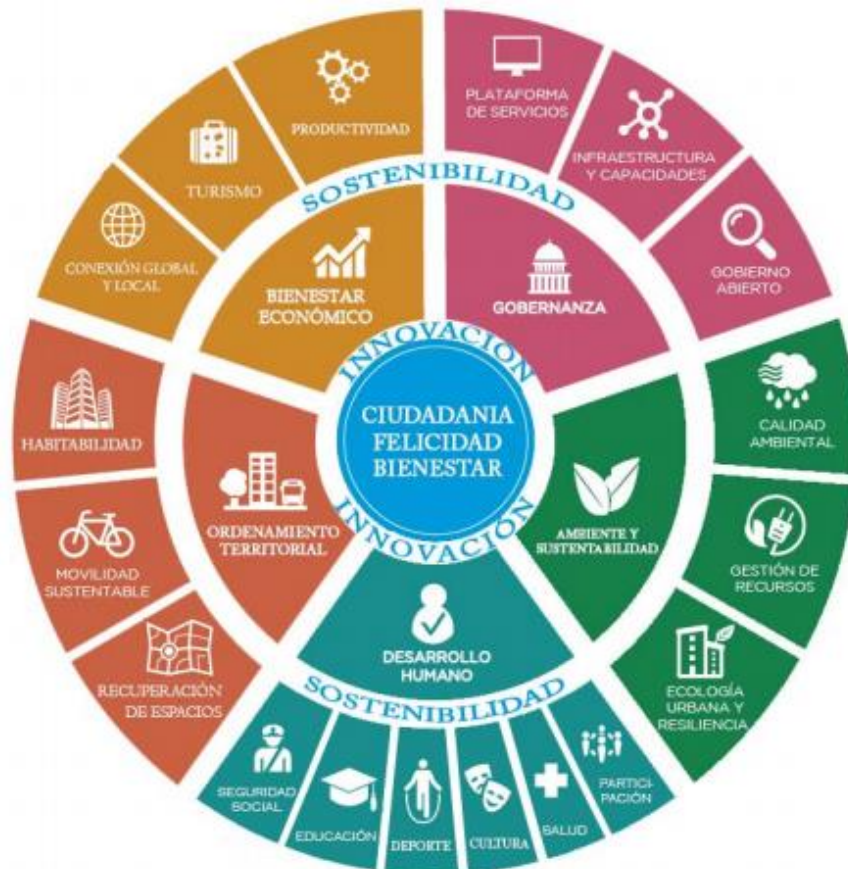 PRODUCTIVIDAD
TURISMO
CONEXIÓN GLOBAL
Y LOCAL
PLATAFORMA
DE SERVICIOS
INFRAESTRUCTURA
Y CAPACIDADES
GOBIERNO
ABIERTO
SOSTENIBILIDAD
BIENESTAR
ECONÓMICO
GOBERNANZA
INNOVACIÓN
CIUDADANIA
FELICIDAD
BIENESTAR
INNOVACIÓN
HABITABILIDAD
MOVILIDAD
SUSTENTABLE
RECUPERACIÓN
DE ESPACIOS
ORDENAMIENTO
TERRITORIAL
AMBIENTE Y
SUSTENTABILIDAD
CALIDAD
AMBIENTAL
GESTIÓN DE
RECURSOS
ECOLOGÍA
URBANA Y
RESILIENCIA
DESARROLLO
HUMANO
SOSTENIBILIDAD
SEGURIDAD
SOCIAL
EDUCACIÓN
DEPORTE
CULTURA
SALUD
PARTICI-
PACIÓN